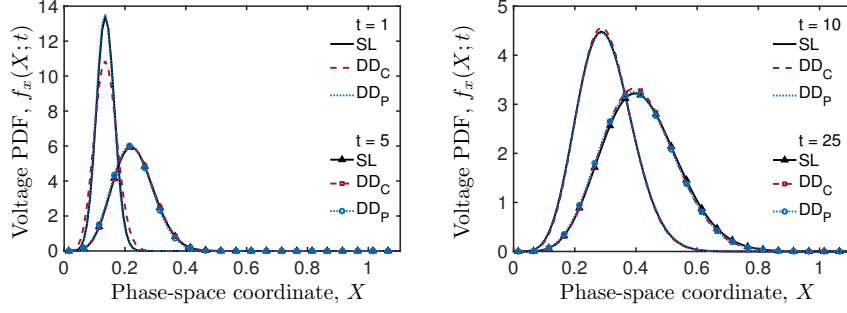 14
12
10
8
6
4
2
0
0 0.2 0.4 0.6 0.8 1
Voltage PDF, f_x(X; t)
Phase-space coordinate, X
t = 1
SL
DD_C
DD_P
t = 5
SL
DD_C
DD_P
5
4
3
2
1
0
0 0.2 0.4 0.6 0.8 1
Voltage PDF, f_x(X; t)
Phase-space coordinate, X
t = 10
SL
DD_C
DD_P
t = 25
SL
DD_C
DD_P